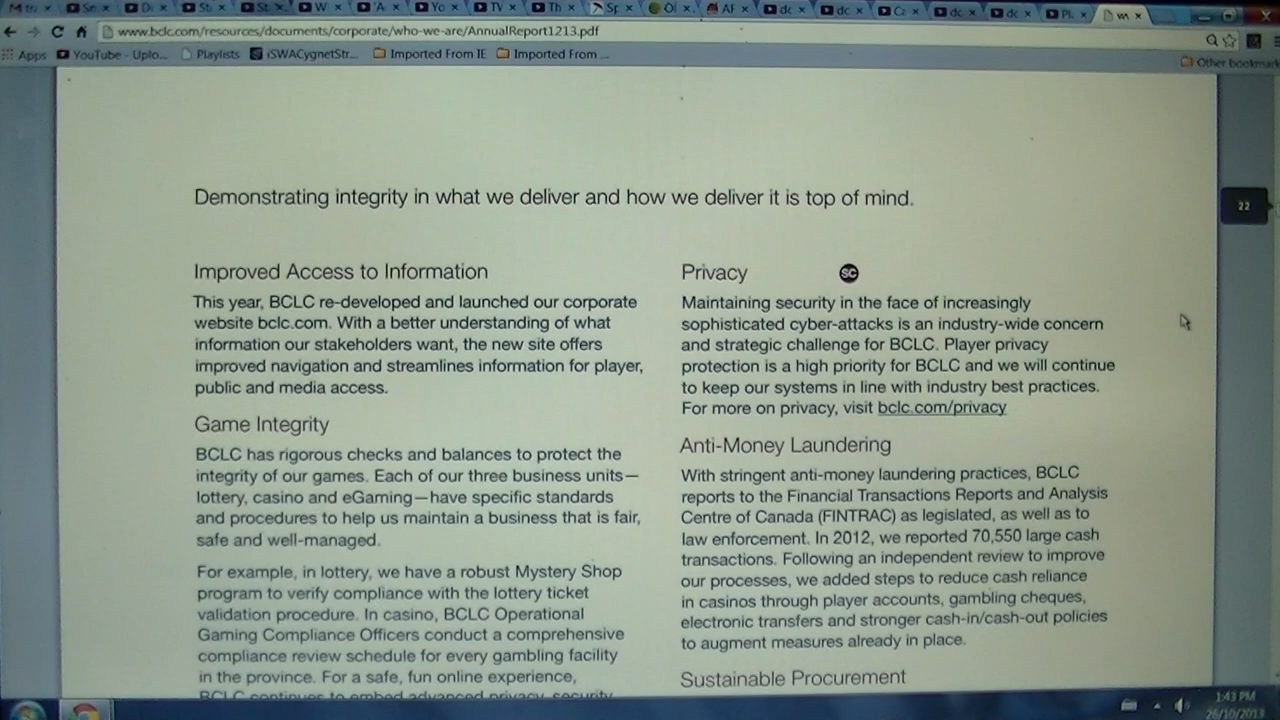 www.bclc.com/resources/documents/corporate/who-we-are/AnnualReport1213.pdf
Apps YouTube - Uplo... Playlists iSWACygnetStr... Imported From IE Imported From ... Other bookmark
Demonstrating integrity in what we deliver and how we deliver it is top of mind.
22
Improved Access to Information
This year, BCLC re-developed and launched our corporate
website bclc.com. With a better understanding of what
information our stakeholders want, the new site offers
improved navigation and streamlines information for player,
public and media access.
Game Integrity
BCLC has rigorous checks and balances to protect the
integrity of our games. Each of our three business units—
lottery, casino and eGaming—have specific standards
and procedures to help us maintain a business that is fair,
safe and well-managed.
For example, in lottery, we have a robust Mystery Shop
program to verify compliance with the lottery ticket
validation procedure. In casino, BCLC Operational
Gaming Compliance Officers conduct a comprehensive
compliance review schedule for every gambling facility
in the province. For a safe, fun online experience,
BCLC continues to embed advanced privacy, security
Privacy SC
Maintaining security in the face of increasingly
sophisticated cyber-attacks is an industry-wide concern
and strategic challenge for BCLC. Player privacy
protection is a high priority for BCLC and we will continue
to keep our systems in line with industry best practices.
For more on privacy, visit bclc.com/privacy
Anti-Money Laundering
With stringent anti-money laundering practices, BCLC
reports to the Financial Transactions Reports and Analysis
Centre of Canada (FINTRAC) as legislated, as well as to
law enforcement. In 2012, we reported 70,550 large cash
transactions. Following an independent review to improve
our processes, we added steps to reduce cash reliance
in casinos through player accounts, gambling cheques,
electronic transfers and stronger cash-in/cash-out policies
to augment measures already in place.
Sustainable Procurement
1:43 PM
26/10/2013